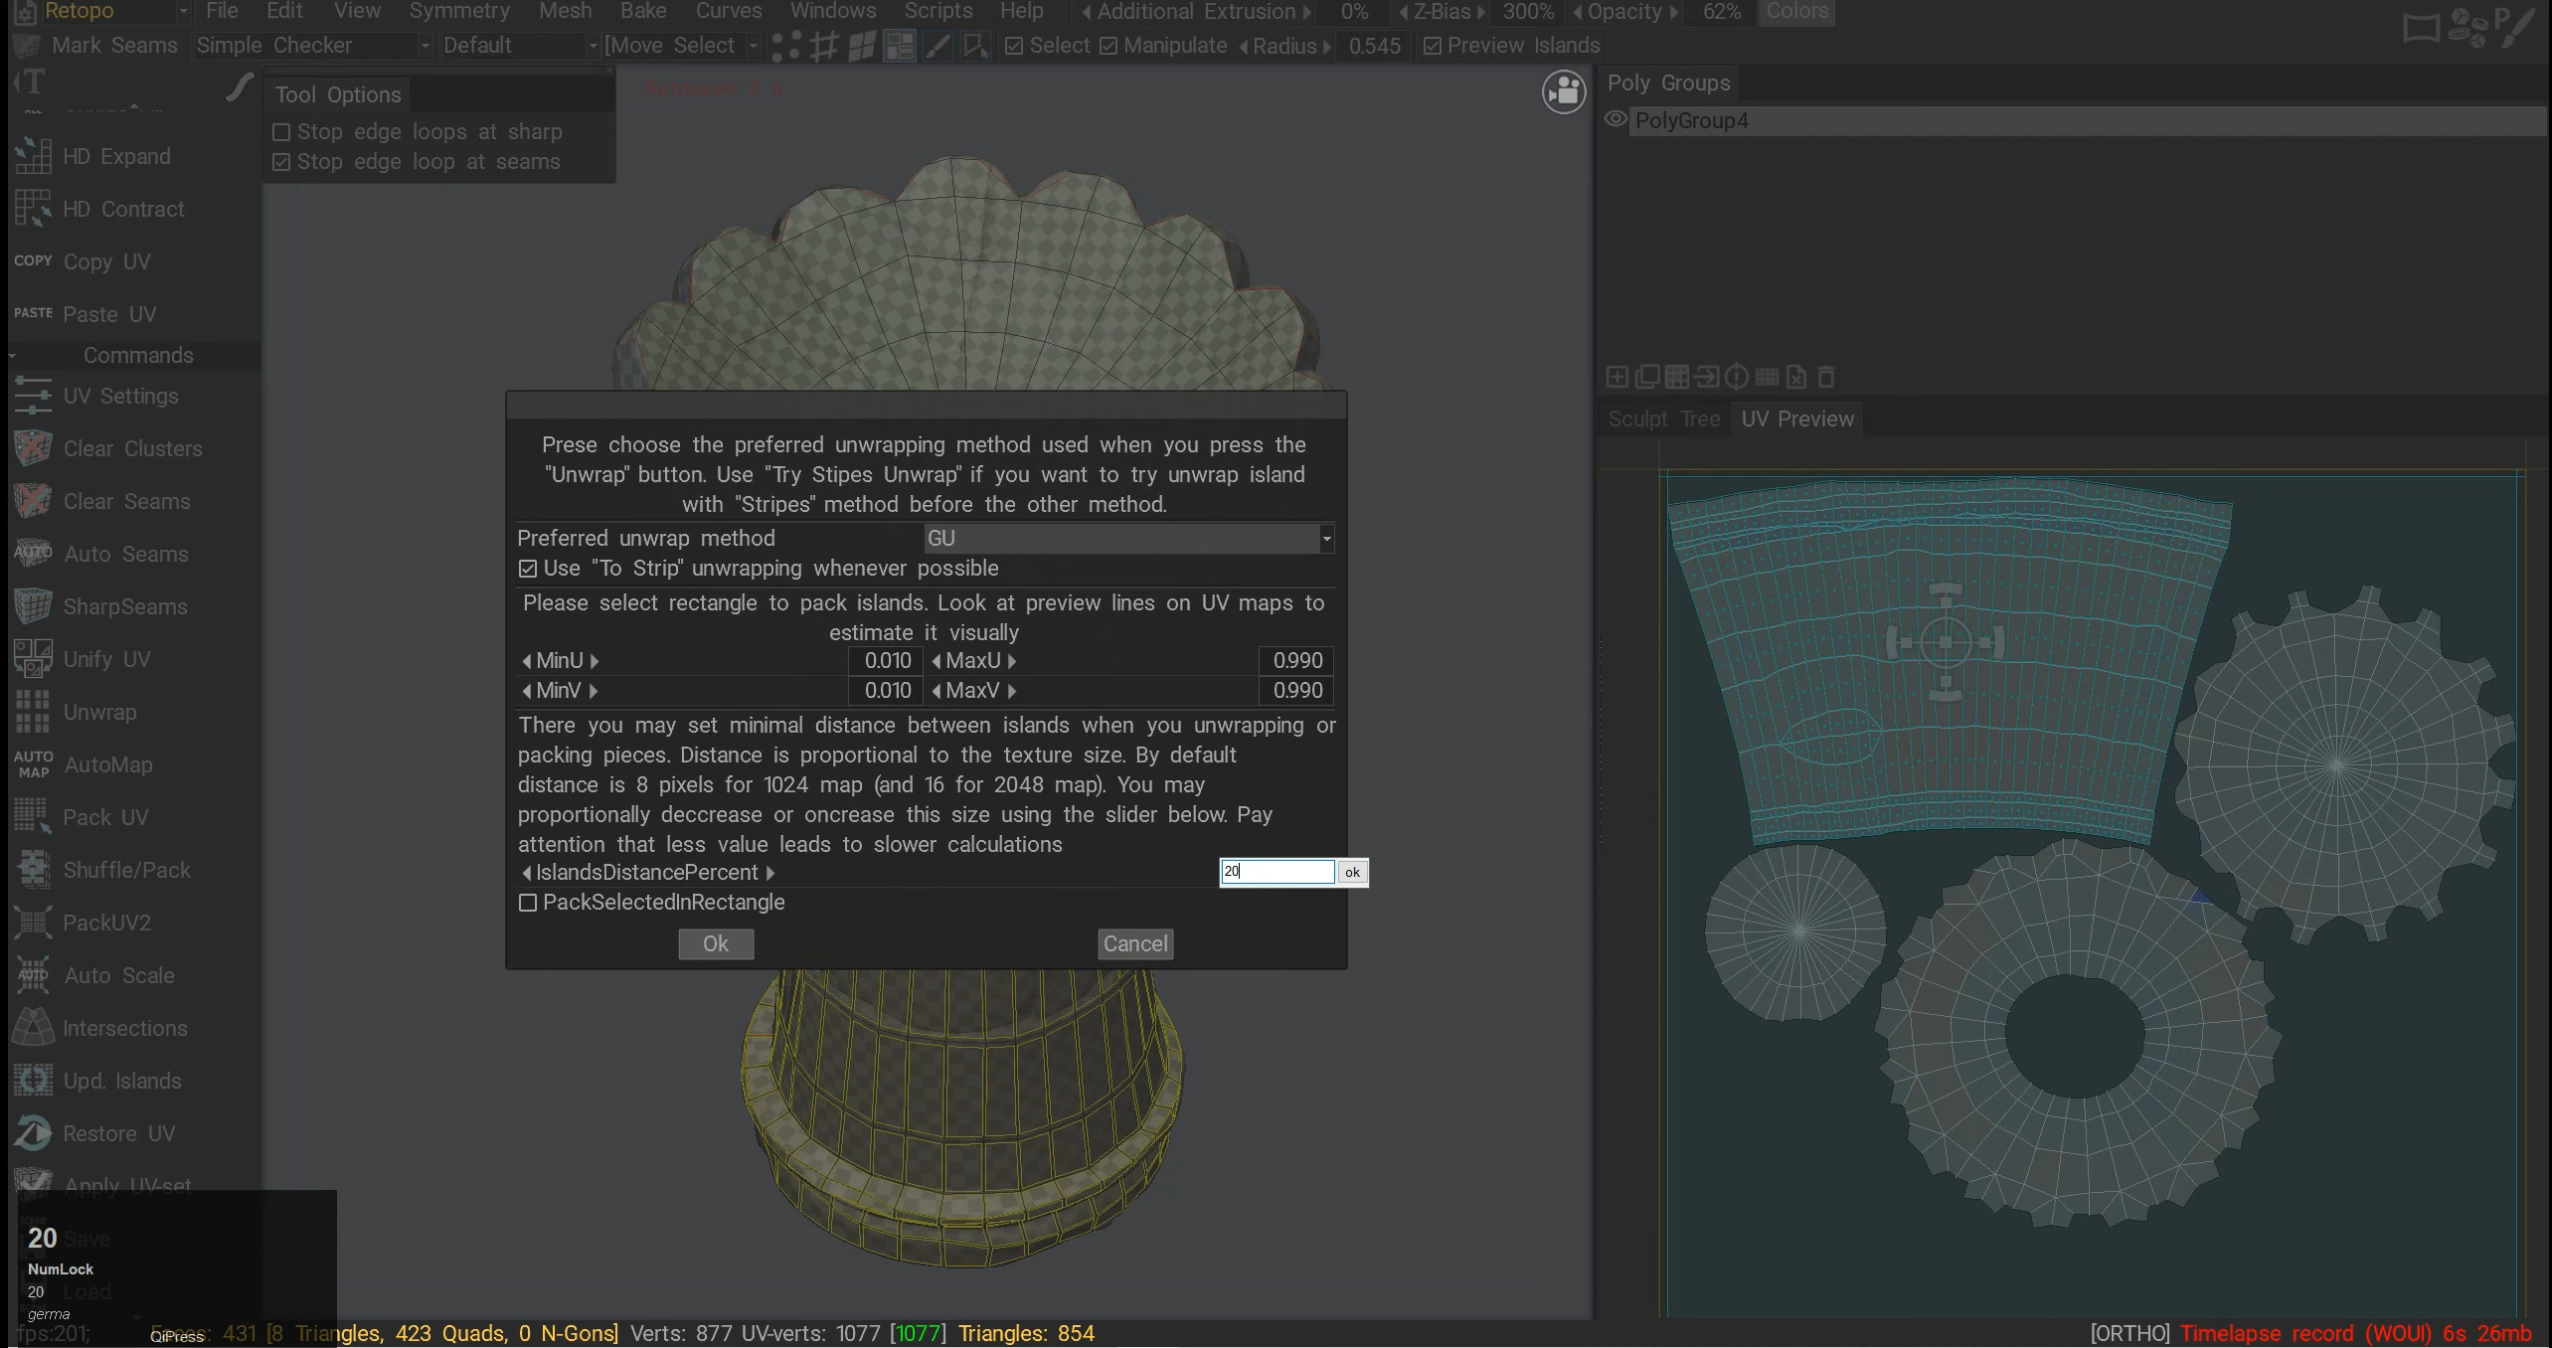 Retopo File Edit View Symmetry Mesh Bake Curves Windows Scripts Help Additional Extrusion 0% Z-Bias 300% Opacity 62% Colors
Mark Seams Simple Checker Default [Move Select Select Manipulate Radius 0.545 Preview Islands
Tool Options
Stop edge loops at sharp
Stop edge loop at seams
HD Expand
HD Contract
COPY Copy UV
PASTE Paste UV
Commands
UV Settings
Clear Clusters
Clear Seams
AUTO Auto Seams
SharpSeams
Unify UV
Unwrap
AUTO MAP AutoMap
Pack UV
Shuffle/Pack
PackUV2
AUTO Auto Scale
Intersections
Upd. Islands
Restore UV
Apply UV-set
Save
Load
Poly Groups
PolyGroup4
Sculpt Tree UV Preview
Prese choose the preferred unwrapping method used when you press the
"Unwrap" button. Use "Try Stipes Unwrap" if you want to try unwrap island
with "Stripes" method before the other method.
Preferred unwrap method GU
Use "To Strip" unwrapping whenever possible
Please select rectangle to pack islands. Look at preview lines on UV maps to
estimate it visually
MinU 0.010 MaxU 0.990
MinV 0.010 MaxV 0.990
There you may set minimal distance between islands when you unwrapping or
packing pieces. Distance is proportional to the texture size. By default
distance is 8 pixels for 1024 map (and 16 for 2048 map). You may
proportionally deccrease or oncrease this size using the slider below. Pay
attention that less value leads to slower calculations
IslandsDistancePercent 20 ok
PackSelectedInRectangle
Ok Cancel
20
NumLock
20
germa
QiPress
fps:201; Faces: 431 [8 Triangles, 423 Quads, 0 N-Gons] Verts: 877 UV-verts: 1077 [1077] Triangles: 854
[ORTHO] Timelapse record (WOUI) 6s 26mb